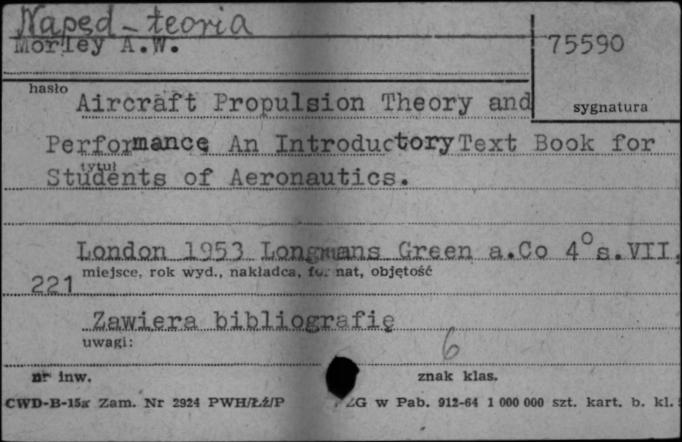 Napęd - teoria
Morley A.W.
75590
hasło
Aircraft Propulsion Theory and
sygnatura
Performance An Introductory Text Book for
tytuł
Students of Aeronautics.
London 1953 Longmans Green a.Co 4° s.VII,
miejsce, rok wyd., nakładca, format, objętość
221
Zawiera bibliografię
uwagi:
6
nr inw.
znak klas.
CWD-B-15x Zam. Nr 2924 PWH/Łź/P ZG w Pab. 912-64 1 000 000 szt. kart. b. kl.